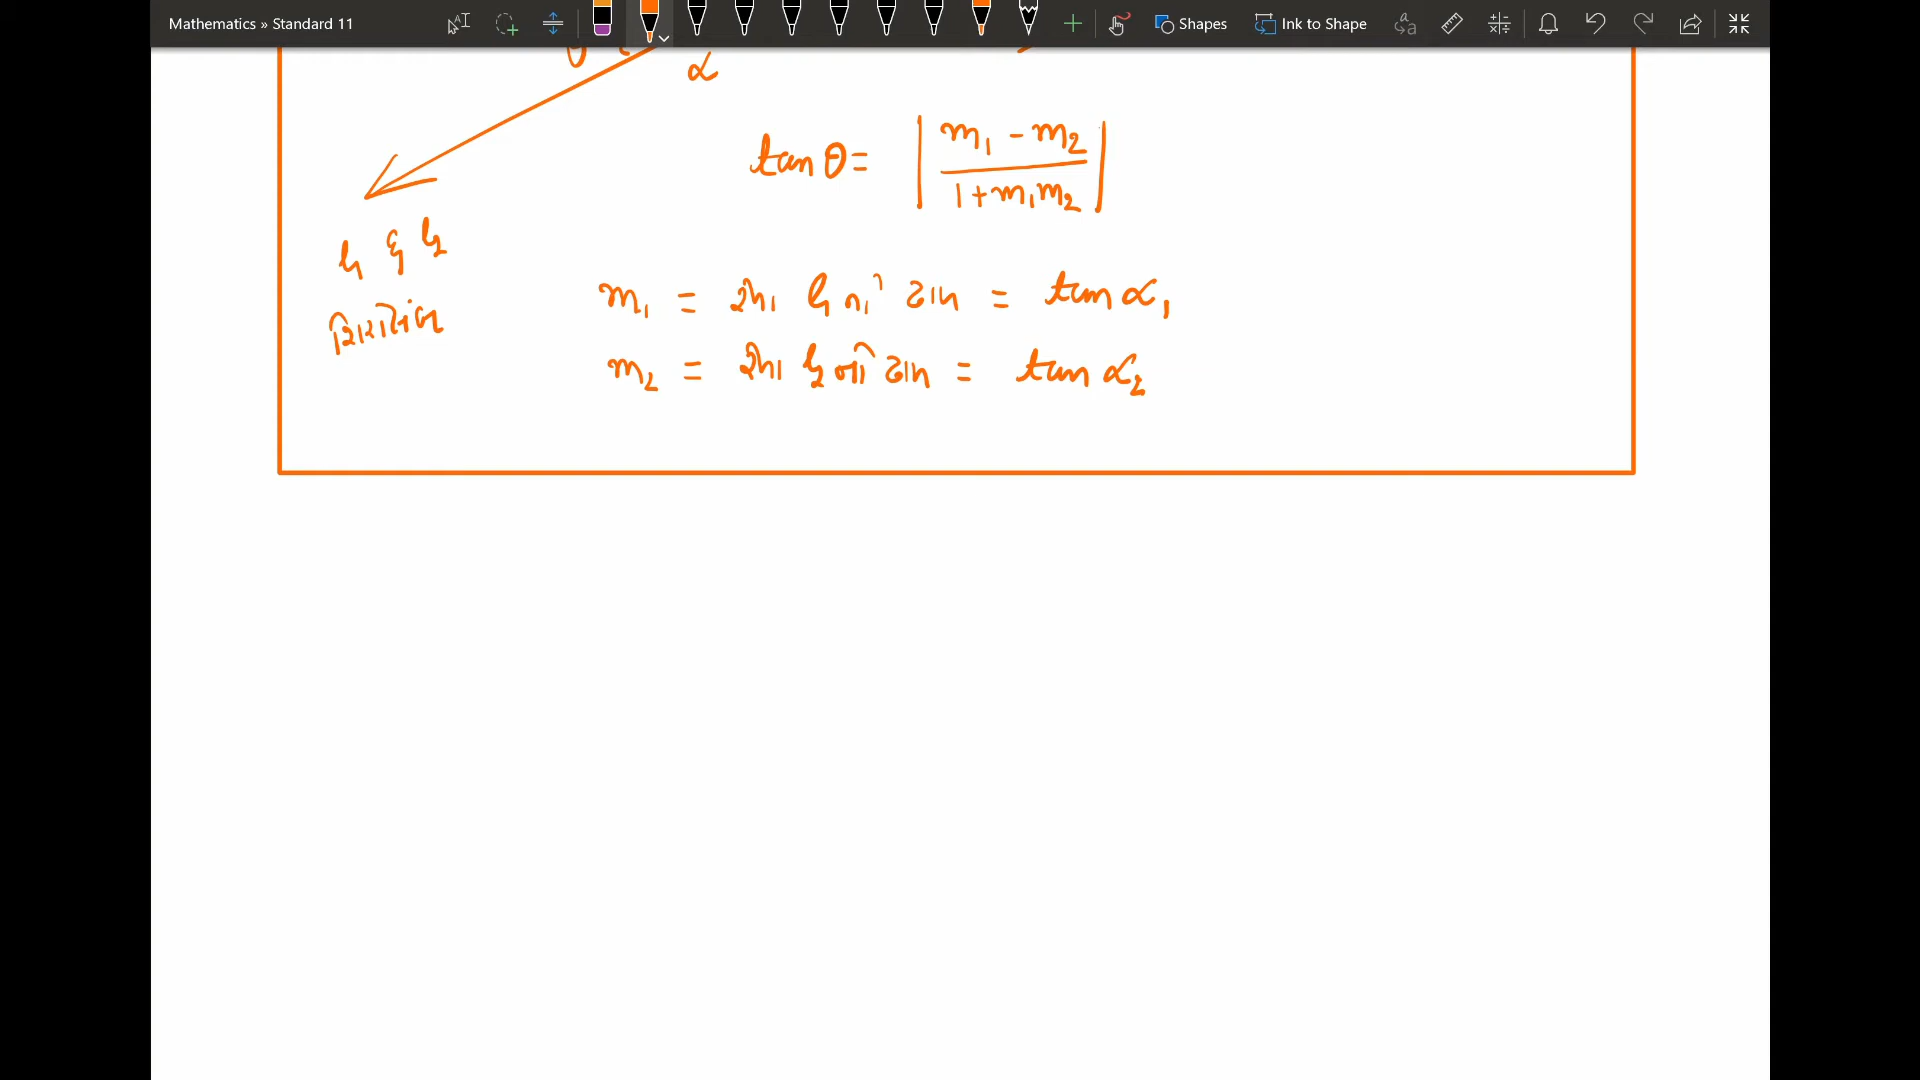 Mathematics » Standard 11
Shapes
Ink to Shape
θ
α
tan θ = | m₁ - m₂ / 1 + m₁m₂ |
l₁ & l₂
m₁ = રેખા l₁ નો ઢાળ = tan α₁
m₂ = રેખા l₂ નો ઢાળ = tan α₂